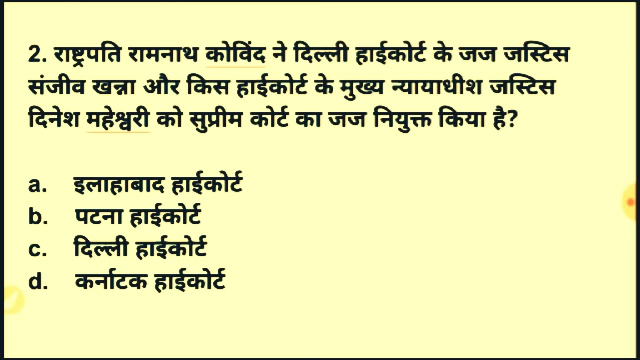 2. राष्ट्रपति रामनाथ कोविंद ने दिल्ली हाईकोर्ट के जज जस्टिस
संजीव खन्ना और किस हाईकोर्ट के मुख्य न्यायाधीश जस्टिस
दिनेश महेश्वरी को सुप्रीम कोर्ट का जज नियुक्त किया है?
a. इलाहाबाद हाईकोर्ट
b. पटना हाईकोर्ट
c. दिल्ली हाईकोर्ट
d. कर्नाटक हाईकोर्ट